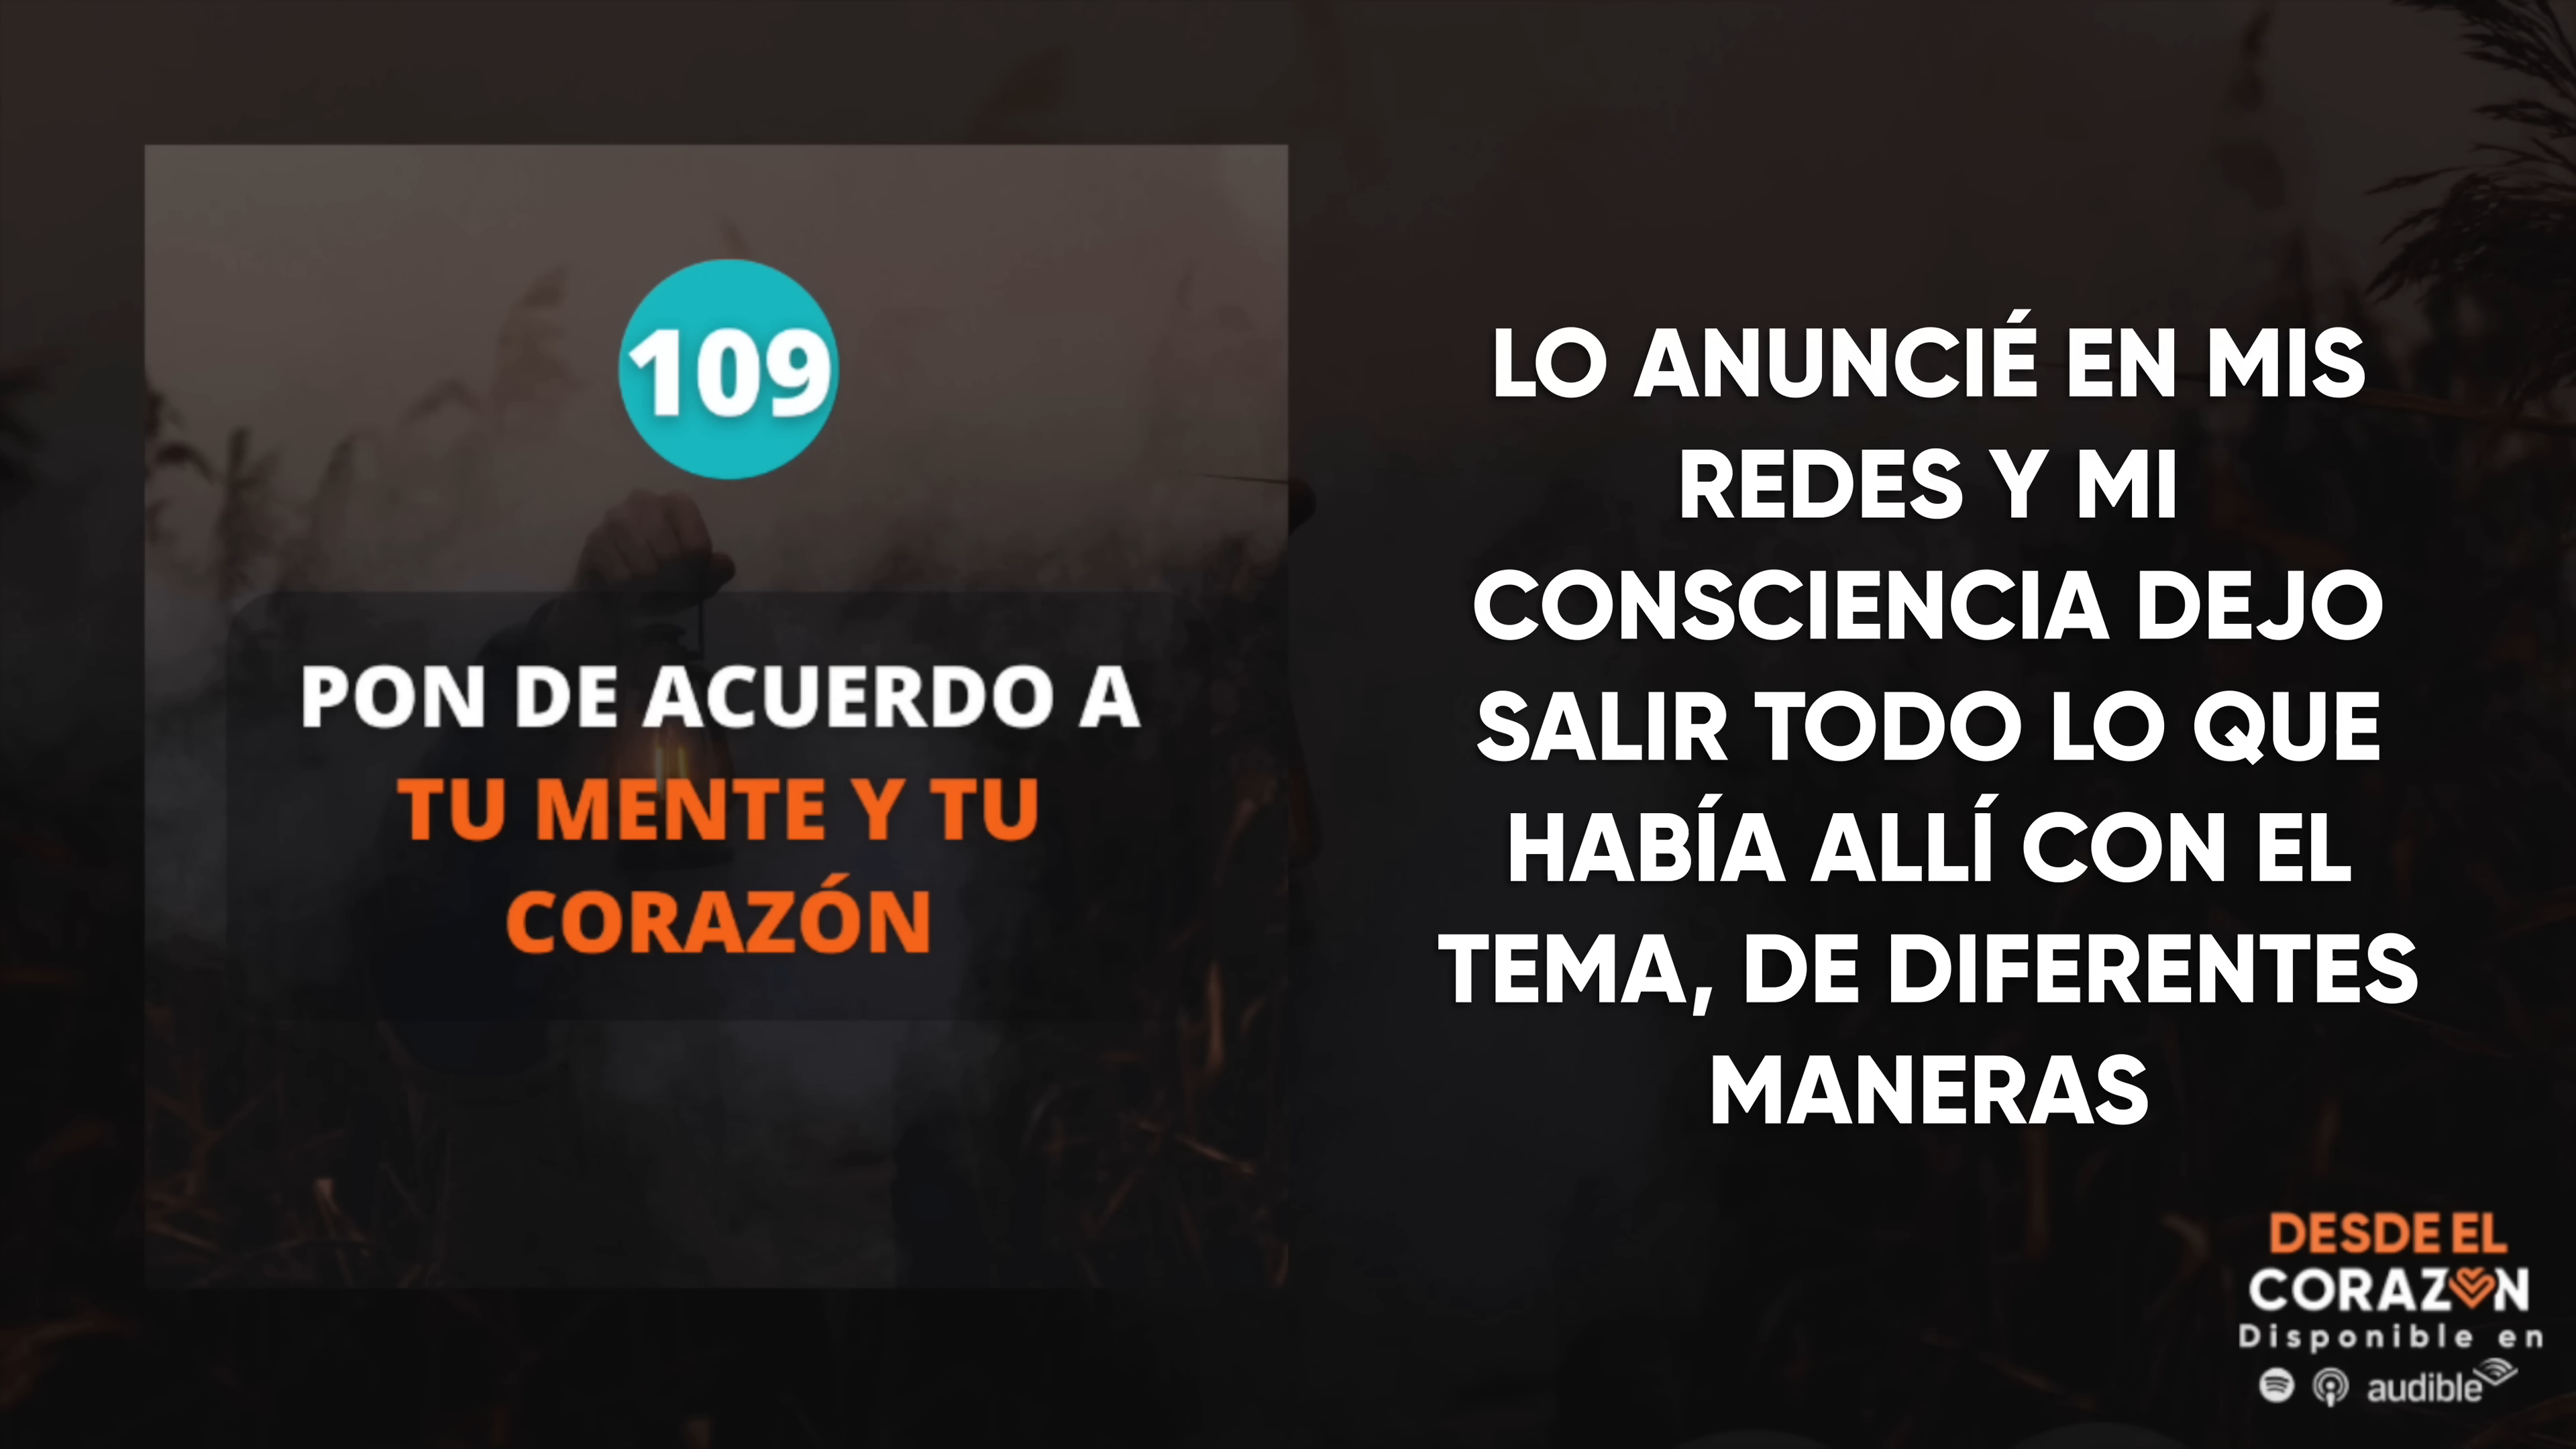 109
PON DE ACUERDO A
TU MENTE Y TU
CORAZÓN
LO ANUNCIÉ EN MIS
REDES Y MI
CONSCIENCIA DEJO
SALIR TODO LO QUE
HABÍA ALLÍ CON EL
TEMA, DE DIFERENTES
MANERAS
DESDE EL
CORAZÓN
Disponible en
audible